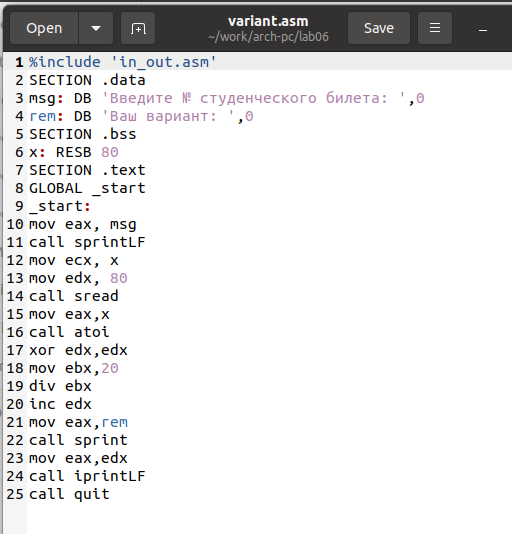 Open variant.asm Save
~/work/arch-pc/lab06
1 %include 'in_out.asm'
2 SECTION .data
3 msg: DB 'Введите № студенческого билета: ',0
4 rem: DB 'Ваш вариант: ',0
5 SECTION .bss
6 x: RESB 80
7 SECTION .text
8 GLOBAL _start
9 _start:
10 mov eax, msg
11 call sprintLF
12 mov ecx, x
13 mov edx, 80
14 call sread
15 mov eax,x
16 call atoi
17 xor edx,edx
18 mov ebx,20
19 div ebx
20 inc edx
21 mov eax,rem
22 call sprint
23 mov eax,edx
24 call iprintLF
25 call quit